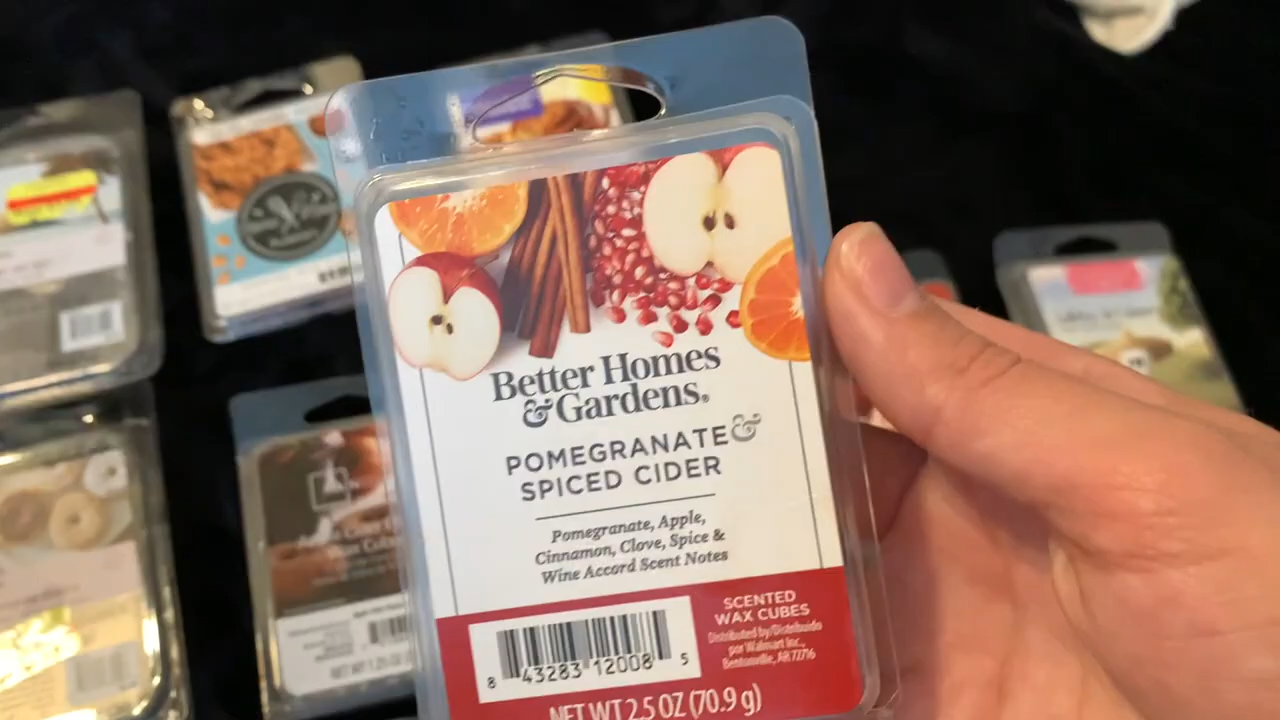 Better Homes
& Gardens®
POMEGRANATE &
SPICED CIDER
Pomegranate, Apple,
Cinnamon, Clove, Spice &
Wine Accord Scent Notes
SCENTED
WAX CUBES
Distributed by/Distribuido
por Walmart Inc.,
Bentonville, AR 72716
8 43283 12008 5
NET WT 2.5 OZ (70.9 g)